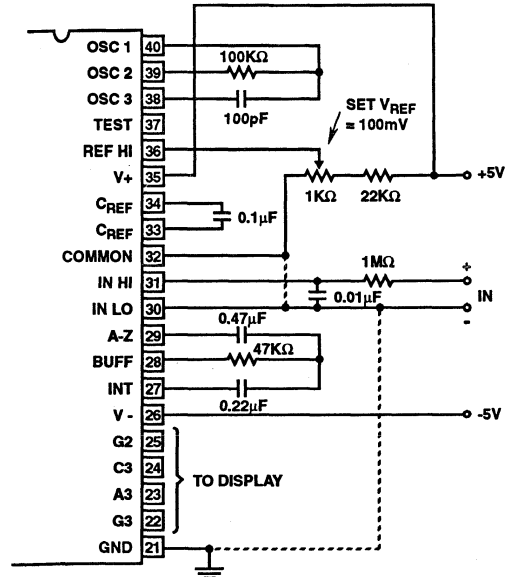 OSC 1 40
100KΩ
OSC 2 39
OSC 3 38
100pF
TEST 37
SET VREF
= 100mV
REF HI 36
V+ 35
+5V
1KΩ 22KΩ
CREF 34
0.1µF
CREF 33
COMMON 32
1MΩ
IN HI 31
+
0.01µF
IN
IN LO 30
-
0.47µF
A-Z 29
47KΩ
BUFF 28
INT 27
0.22µF
V - 26
-5V
G2 25
C3 24
TO DISPLAY
A3 23
G3 22
GND 21